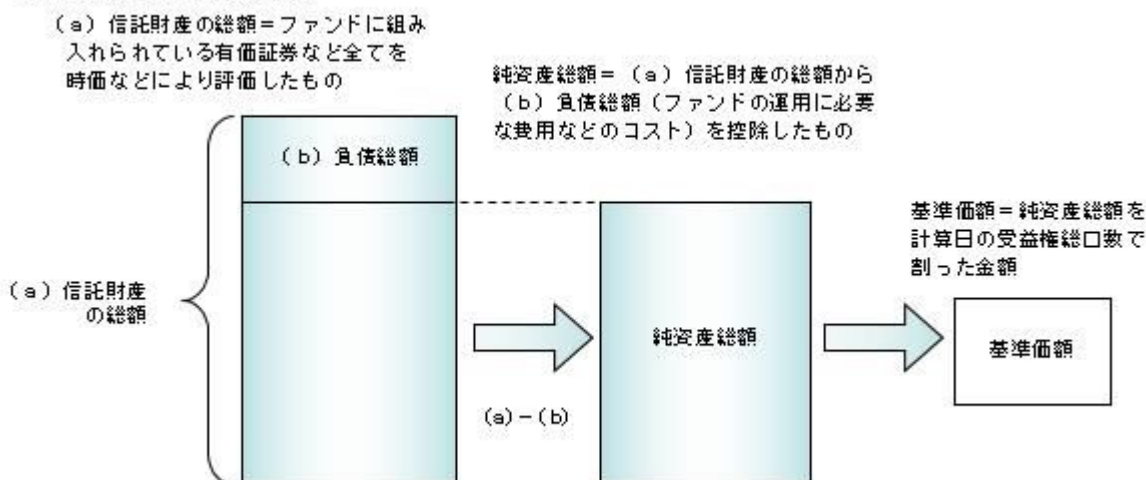 (a) 信託財産の総額=ファンドに組み
入れられている有価証券など全てを
時価などにより評価したもの
純資産総額= (a) 信託財産の総額から
(b) 負債総額 (ファンドの運用に必要
な費用などのコスト) を控除したもの
(b) 負債総額
基準価額=純資産総額を
計算日の受益権総口数で
割った金額
(a) 信託財産
の総額
純資産総額
基準価額
(a)-(b)